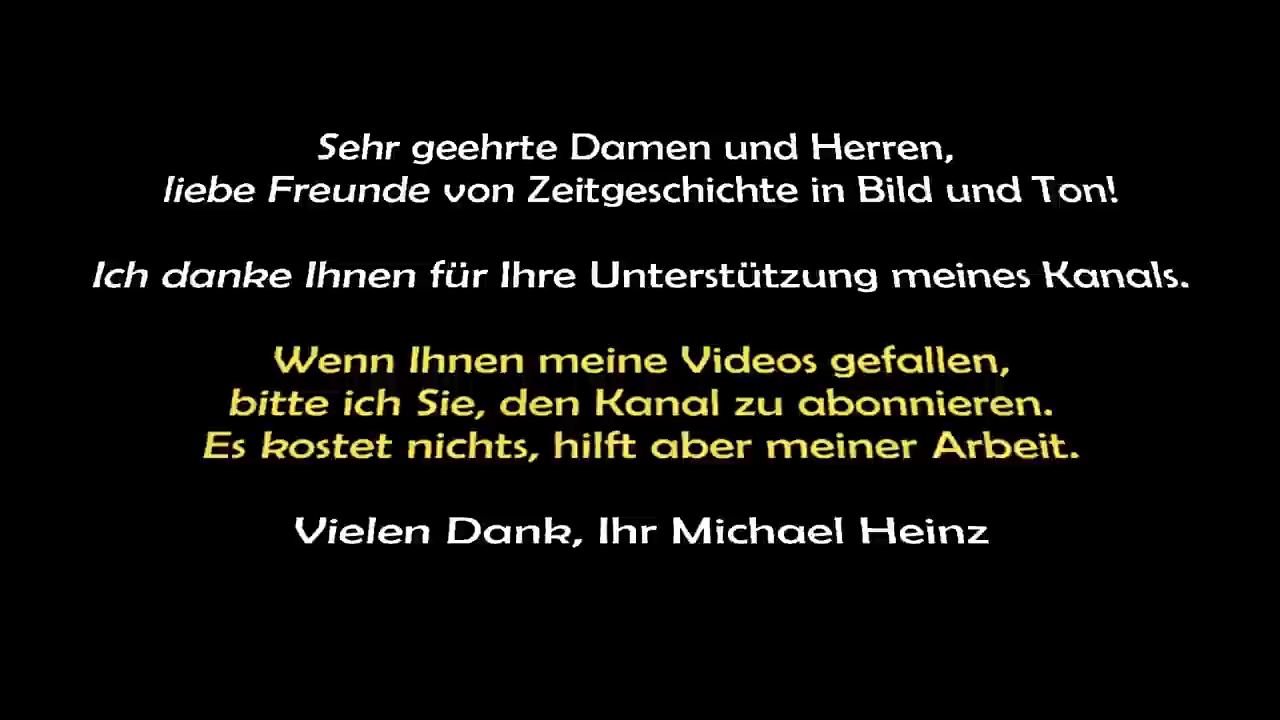 Sehr geehrte Damen und Herren,
liebe Freunde von Zeitgeschichte in Bild und Ton!
Ich danke Ihnen für Ihre Unterstützung meines Kanals.
Wenn Ihnen meine Videos gefallen,
bitte ich Sie, den Kanal zu abonnieren.
Es kostet nichts, hilft aber meiner Arbeit.
Vielen Dank, Ihr Michael Heinz